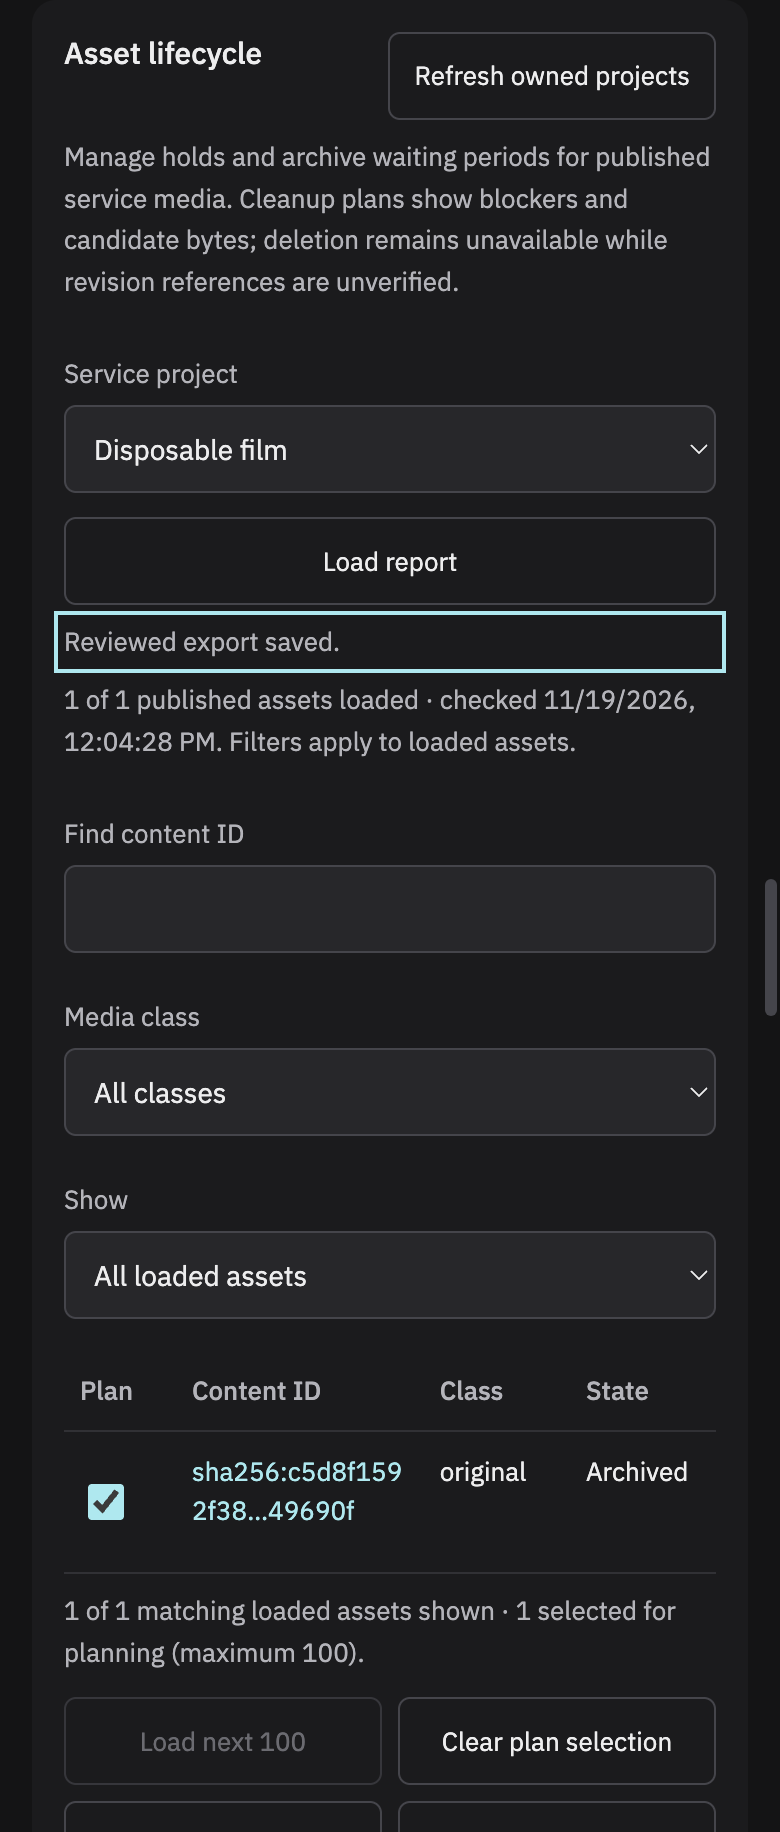 Asset lifecycle
Refresh owned projects
Manage holds and archive waiting periods for published
service media. Cleanup plans show blockers and
candidate bytes; deletion remains unavailable while
revision references are unverified.
Service project
Disposable film
Load report
Reviewed export saved.
1 of 1 published assets loaded · checked 11/19/2026,
12:04:28 PM. Filters apply to loaded assets.
Find content ID
Media class
All classes
Show
All loaded assets
Plan Content ID Class State
sha256:c5d8f159 original Archived
2f38…49690f
1 of 1 matching loaded assets shown · 1 selected for
planning (maximum 100).
Load next 100 Clear plan selection